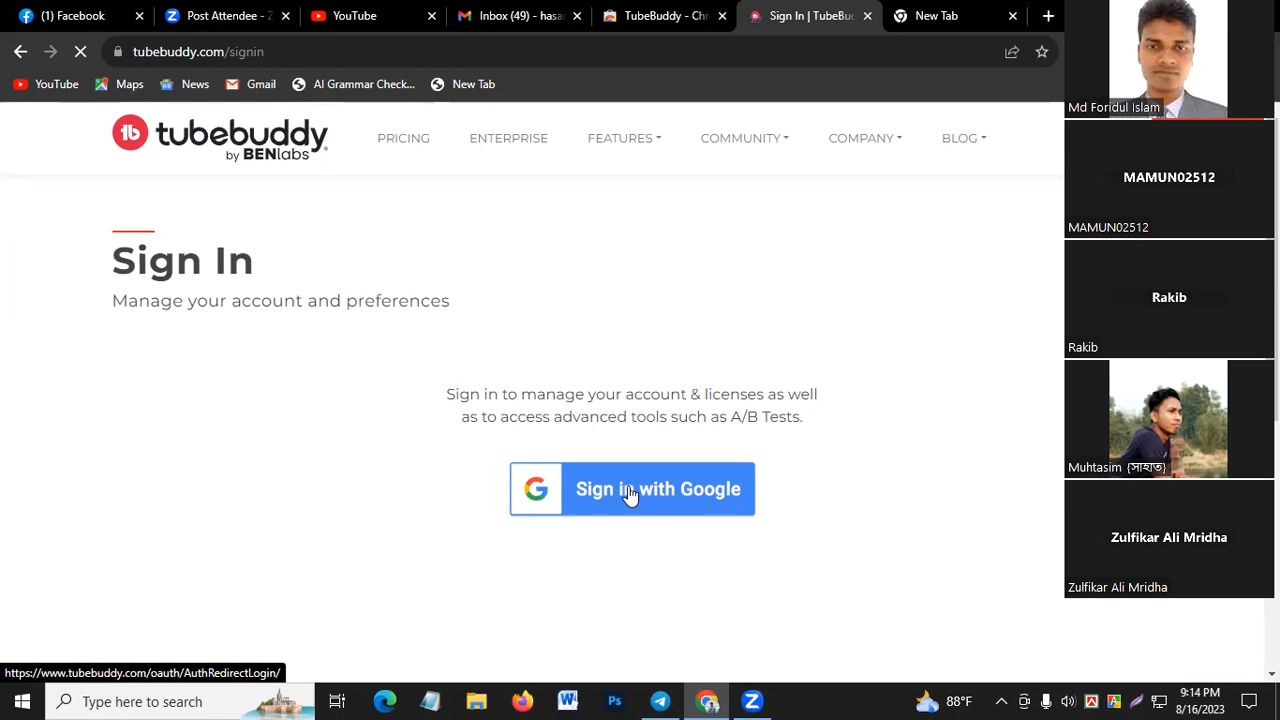 (1) Facebook
Post Attendee - Z
YouTube
Inbox (49) - hasa
TubeBuddy - Chr
Sign In | TubeBud
New Tab
tubebuddy.com/signin
YouTube
Maps
News
Gmail
AI Grammar Check...
New Tab
tubebuddy
by BENlabs
PRICING
ENTERPRISE
FEATURES
COMMUNITY
COMPANY
BLOG
Sign In
Manage your account and preferences
Sign in to manage your account & licenses as well
as to access advanced tools such as A/B Tests.
Sign in with Google
Md Foridul Islam
MAMUN02512
MAMUN02512
Rakib
Rakib
Muhtasim {সাহাত}
Zulfikar Ali Mridha
Zulfikar Ali Mridha
https://www.tubebuddy.com/oauth/AuthRedirectLogin/
Type here to search
88°F
9:14 PM
8/16/2023